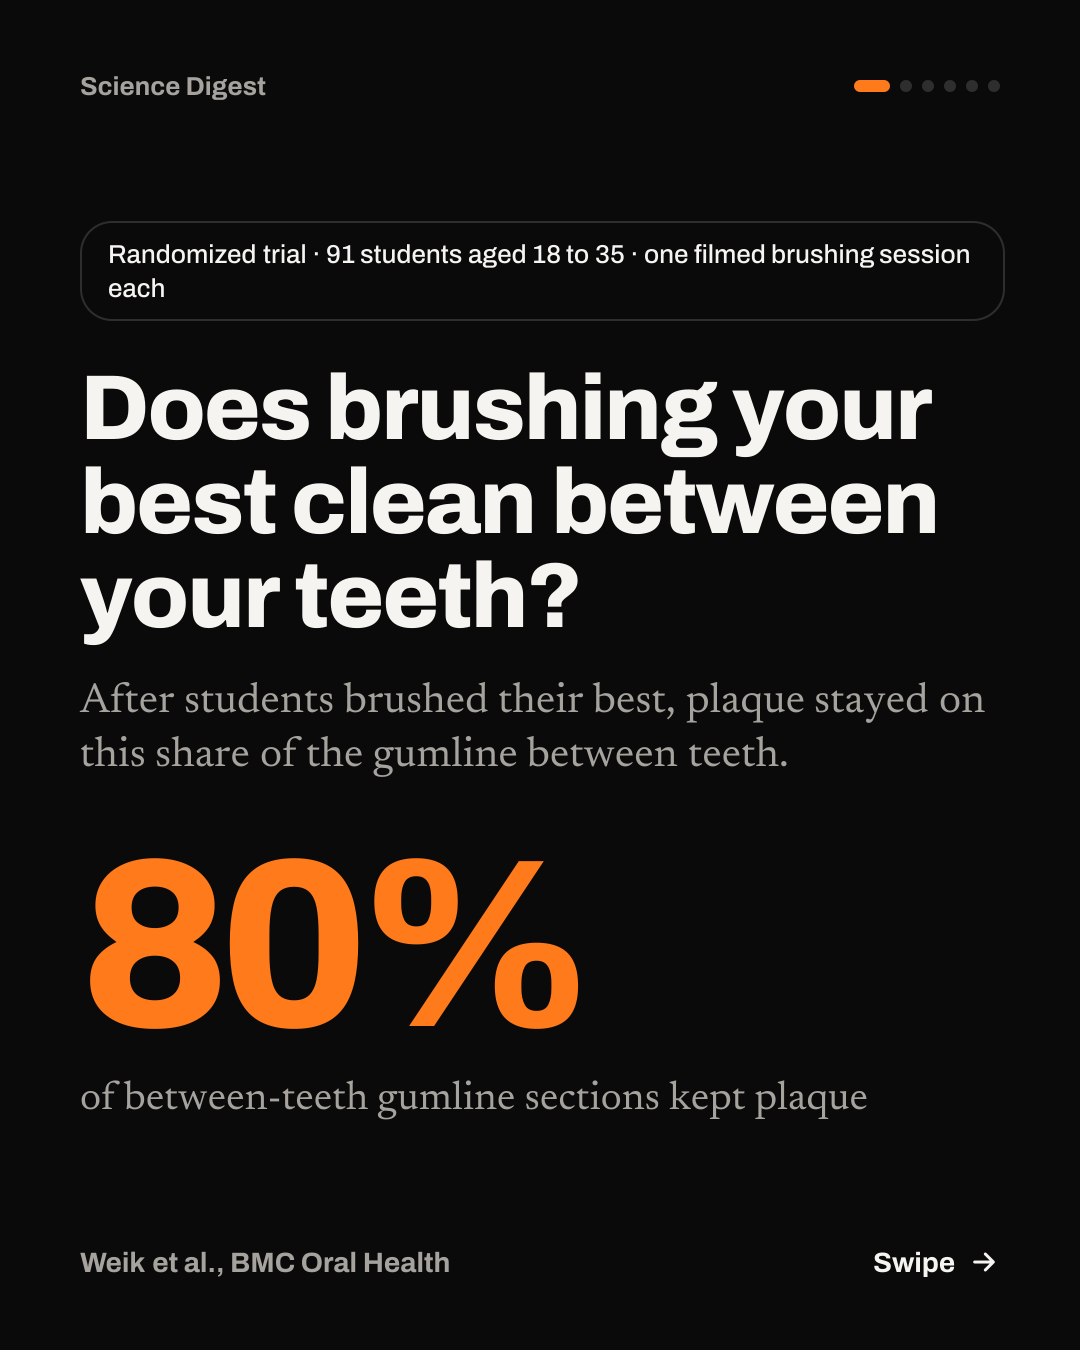 Science Digest
Randomized trial · 91 students aged 18 to 35 · one filmed brushing session
each
Does brushing your
best clean between
your teeth?
After students brushed their best, plaque stayed on
this share of the gumline between teeth.
80%
of between-teeth gumline sections kept plaque
Weik et al., BMC Oral Health
Swipe →